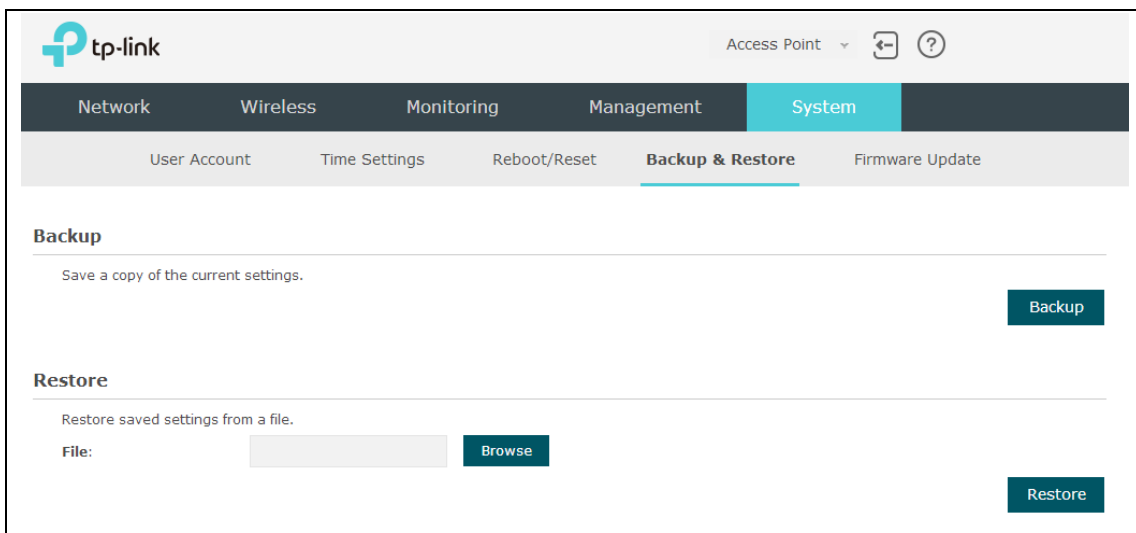 tp-link
Access Point
Network Wireless Monitoring Management System
User Account Time Settings Reboot/Reset Backup & Restore Firmware Update
Backup
Save a copy of the current settings.
Backup
Restore
Restore saved settings from a file.
File: Browse
Restore